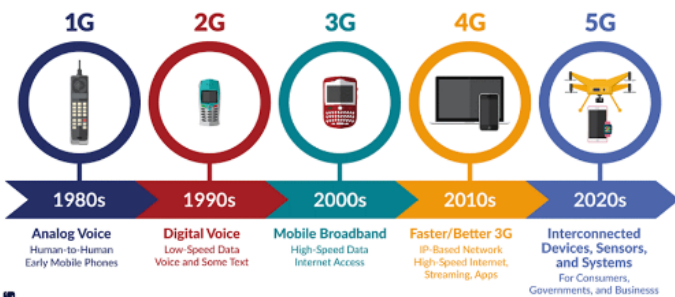 1G
2G
3G
4G
5G
1980s
1990s
2000s
2010s
2020s
Analog Voice
Human-to-Human
Early Mobile Phones
Digital Voice
Low-Speed Data
Voice and Some Text
Mobile Broadband
High-Speed Data
Internet Access
Faster/Better 3G
IP-Based Network
High-Speed Internet,
Streaming, Apps
Interconnected
Devices, Sensors,
and Systems
For Consumers,
Governments, and Businesss